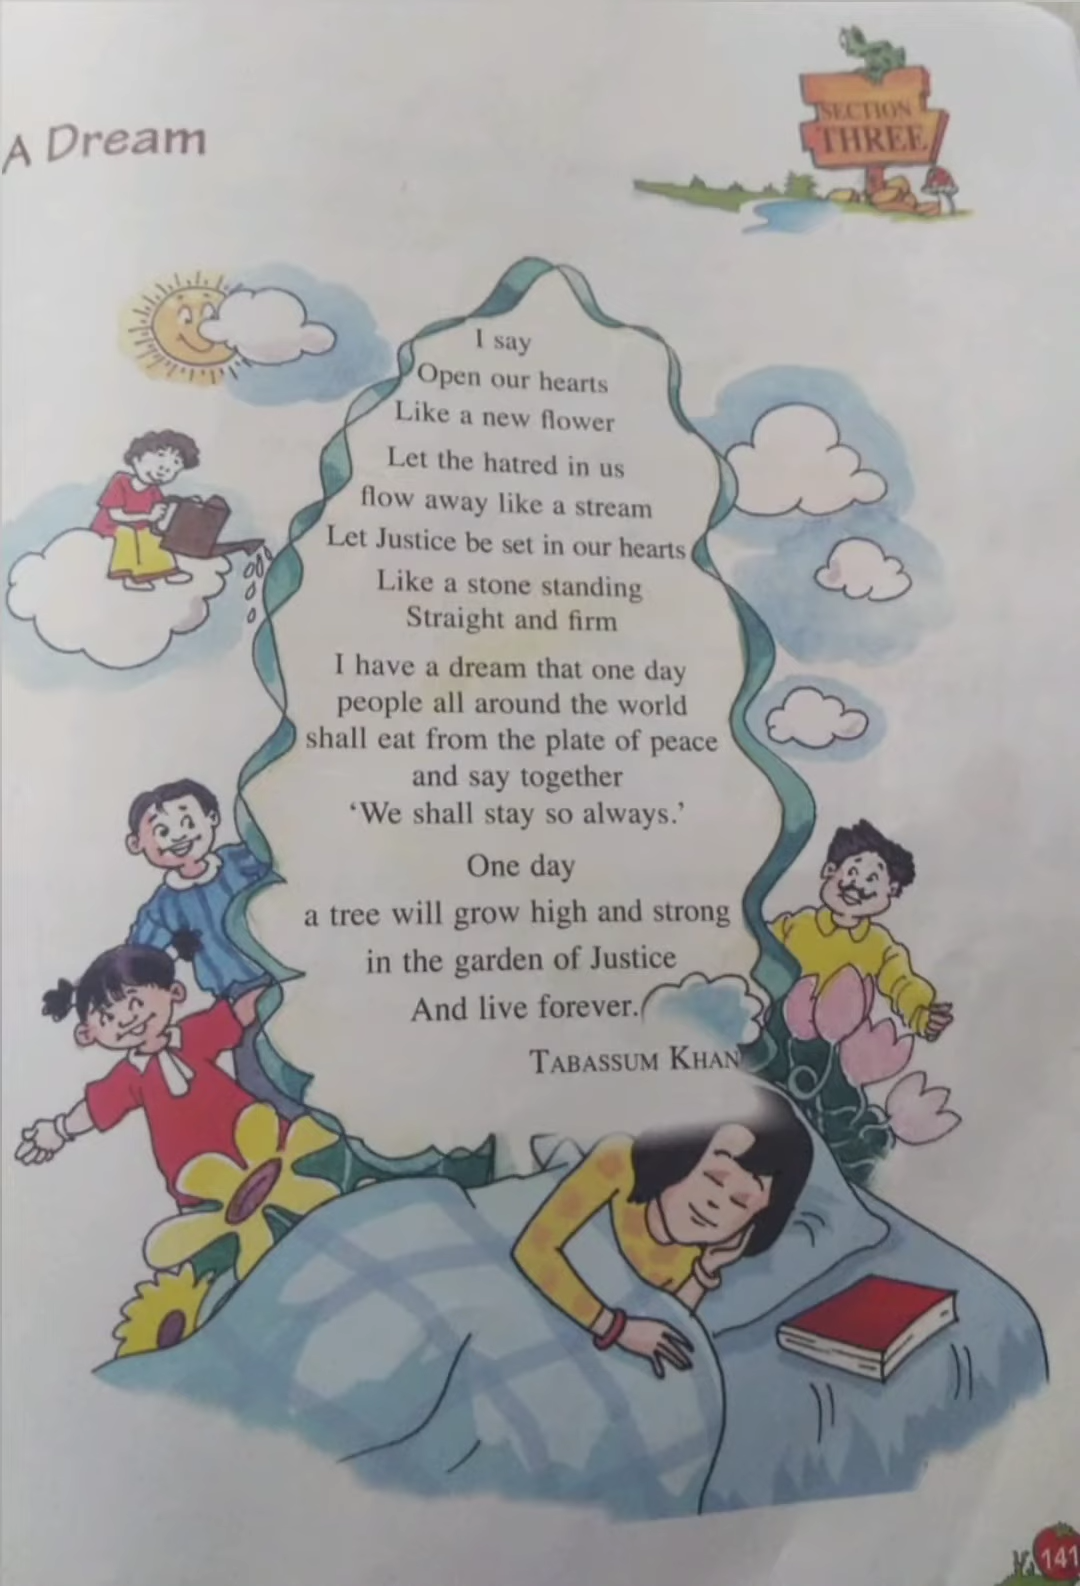 A Dream
SECTION
THREE
I say
Open our hearts
Like a new flower
Let the hatred in us
flow away like a stream
Let Justice be set in our hearts
Like a stone standing
Straight and firm
I have a dream that one day
people all around the world
shall eat from the plate of peace
and say together
‘We shall stay so always.’
One day
a tree will grow high and strong
in the garden of Justice
And live forever.
TABASSUM KHAN
141